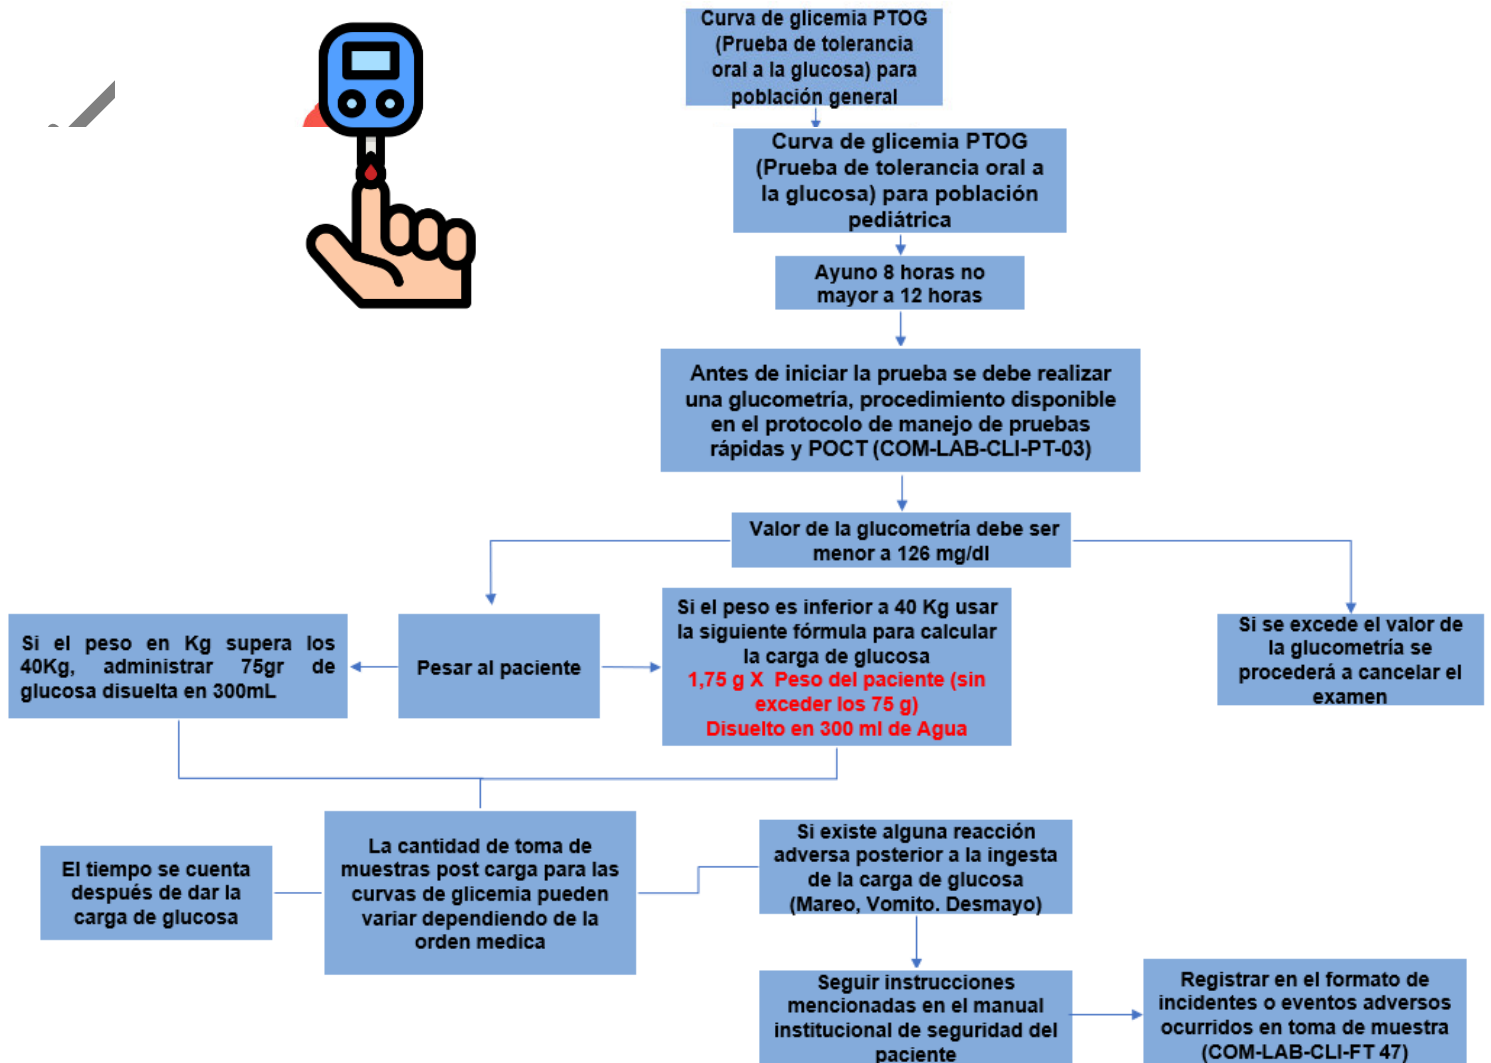 Curva de glicemia PTOG
(Prueba de tolerancia
oral a la glucosa) para
población general
Curva de glicemia PTOG
(Prueba de tolerancia oral a
la glucosa) para población
pediátrica
Ayuno 8 horas no
mayor a 12 horas
Antes de iniciar la prueba se debe realizar
una glucometría, procedimiento disponible
en el protocolo de manejo de pruebas
rápidas y POCT (COM-LAB-CLI-PT-03)
Valor de la glucometría debe ser
menor a 126 mg/dl
Si el peso en Kg supera los
40Kg, administrar 75gr de
glucosa disuelta en 300mL
Pesar al paciente
Si el peso es inferior a 40 Kg usar
la siguiente fórmula para calcular
la carga de glucosa
1,75 g X Peso del paciente (sin
exceder los 75 g)
Disuelto en 300 ml de Agua
Si se excede el valor de
la glucometría se
procederá a cancelar el
examen
El tiempo se cuenta
después de dar la
carga de glucosa
La cantidad de toma de
muestras post carga para las
curvas de glicemia pueden
variar dependiendo de la
orden medica
Si existe alguna reacción
adversa posterior a la ingesta
de la carga de glucosa
(Mareo, Vomito. Desmayo)
Seguir instrucciones
mencionadas en el manual
institucional de seguridad del
paciente
Registrar en el formato de
incidentes o eventos adversos
ocurridos en toma de muestra
(COM-LAB-CLI-FT 47)